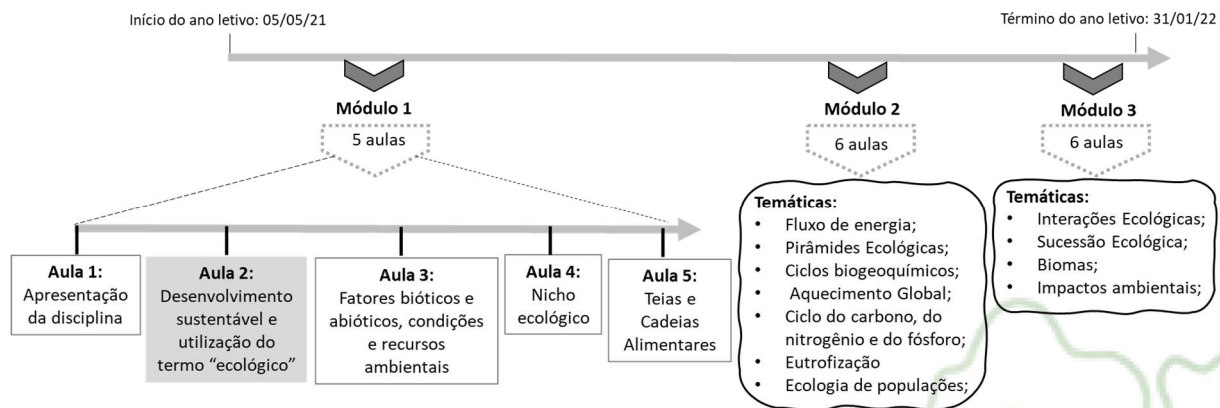 Início do ano letivo: 05/05/21
Término do ano letivo: 31/01/22
Módulo 1
5 aulas
Módulo 2
6 aulas
Módulo 3
6 aulas
Aula 1:
Apresentação
da disciplina
Aula 2:
Desenvolvimento
sustentável e
utilização do
termo “ecológico”
Aula 3:
Fatores bióticos e
abióticos, condições
e recursos
ambientais
Aula 4:
Nicho
ecológico
Aula 5:
Teias e
Cadeias
Alimentares
Temáticas:
• Fluxo de energia;
• Pirâmides Ecológicas;
• Ciclos biogeoquímicos;
• Aquecimento Global;
• Ciclo do carbono, do
nitrogênio e do fósforo;
• Eutrofização
• Ecologia de populações;
Temáticas:
• Interações Ecológicas;
• Sucessão Ecológica;
• Biomas;
• Impactos ambientais;